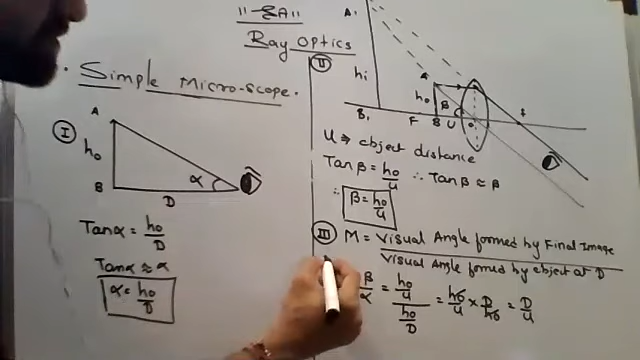 Ray optics
Simple Micro-scope.
I
A
h₀
B
D
α
Tanα = h₀/D
Tanα ≈ α
α = h₀/D
II
A₁
hᵢ
B₁
A
h₀
β
F
B
U
U ⇒ object distance
Tanβ = h₀/u ∴ Tanβ ≈ β
∴ β = h₀/u
III
M = Visual Angle formed by Final Image / Visual Angle formed by object at D
β/α = (h₀/u)/(h₀/D) = h₀/u × D/h₀ = D/u